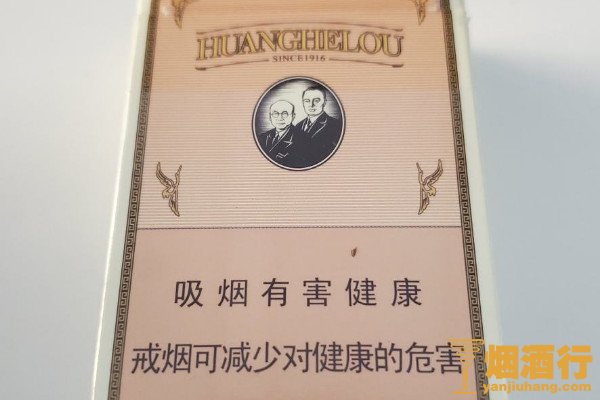 HUANGHELOU
SINCE1916
吸烟有害健康
戒烟可减少对健康的危害
烟酒行
yanjiuhang.com